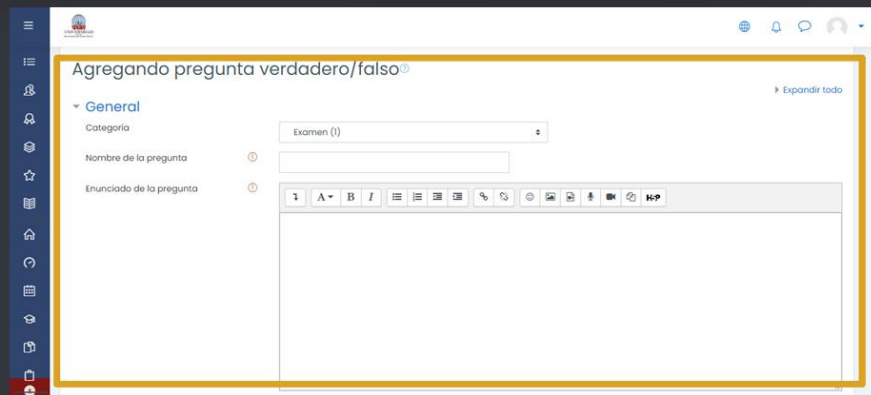 Agregando pregunta verdadero/falso
Expandir todo
General
Categoría
Examen (1)
Nombre de la pregunta
Enunciado de la pregunta
A B I H-P